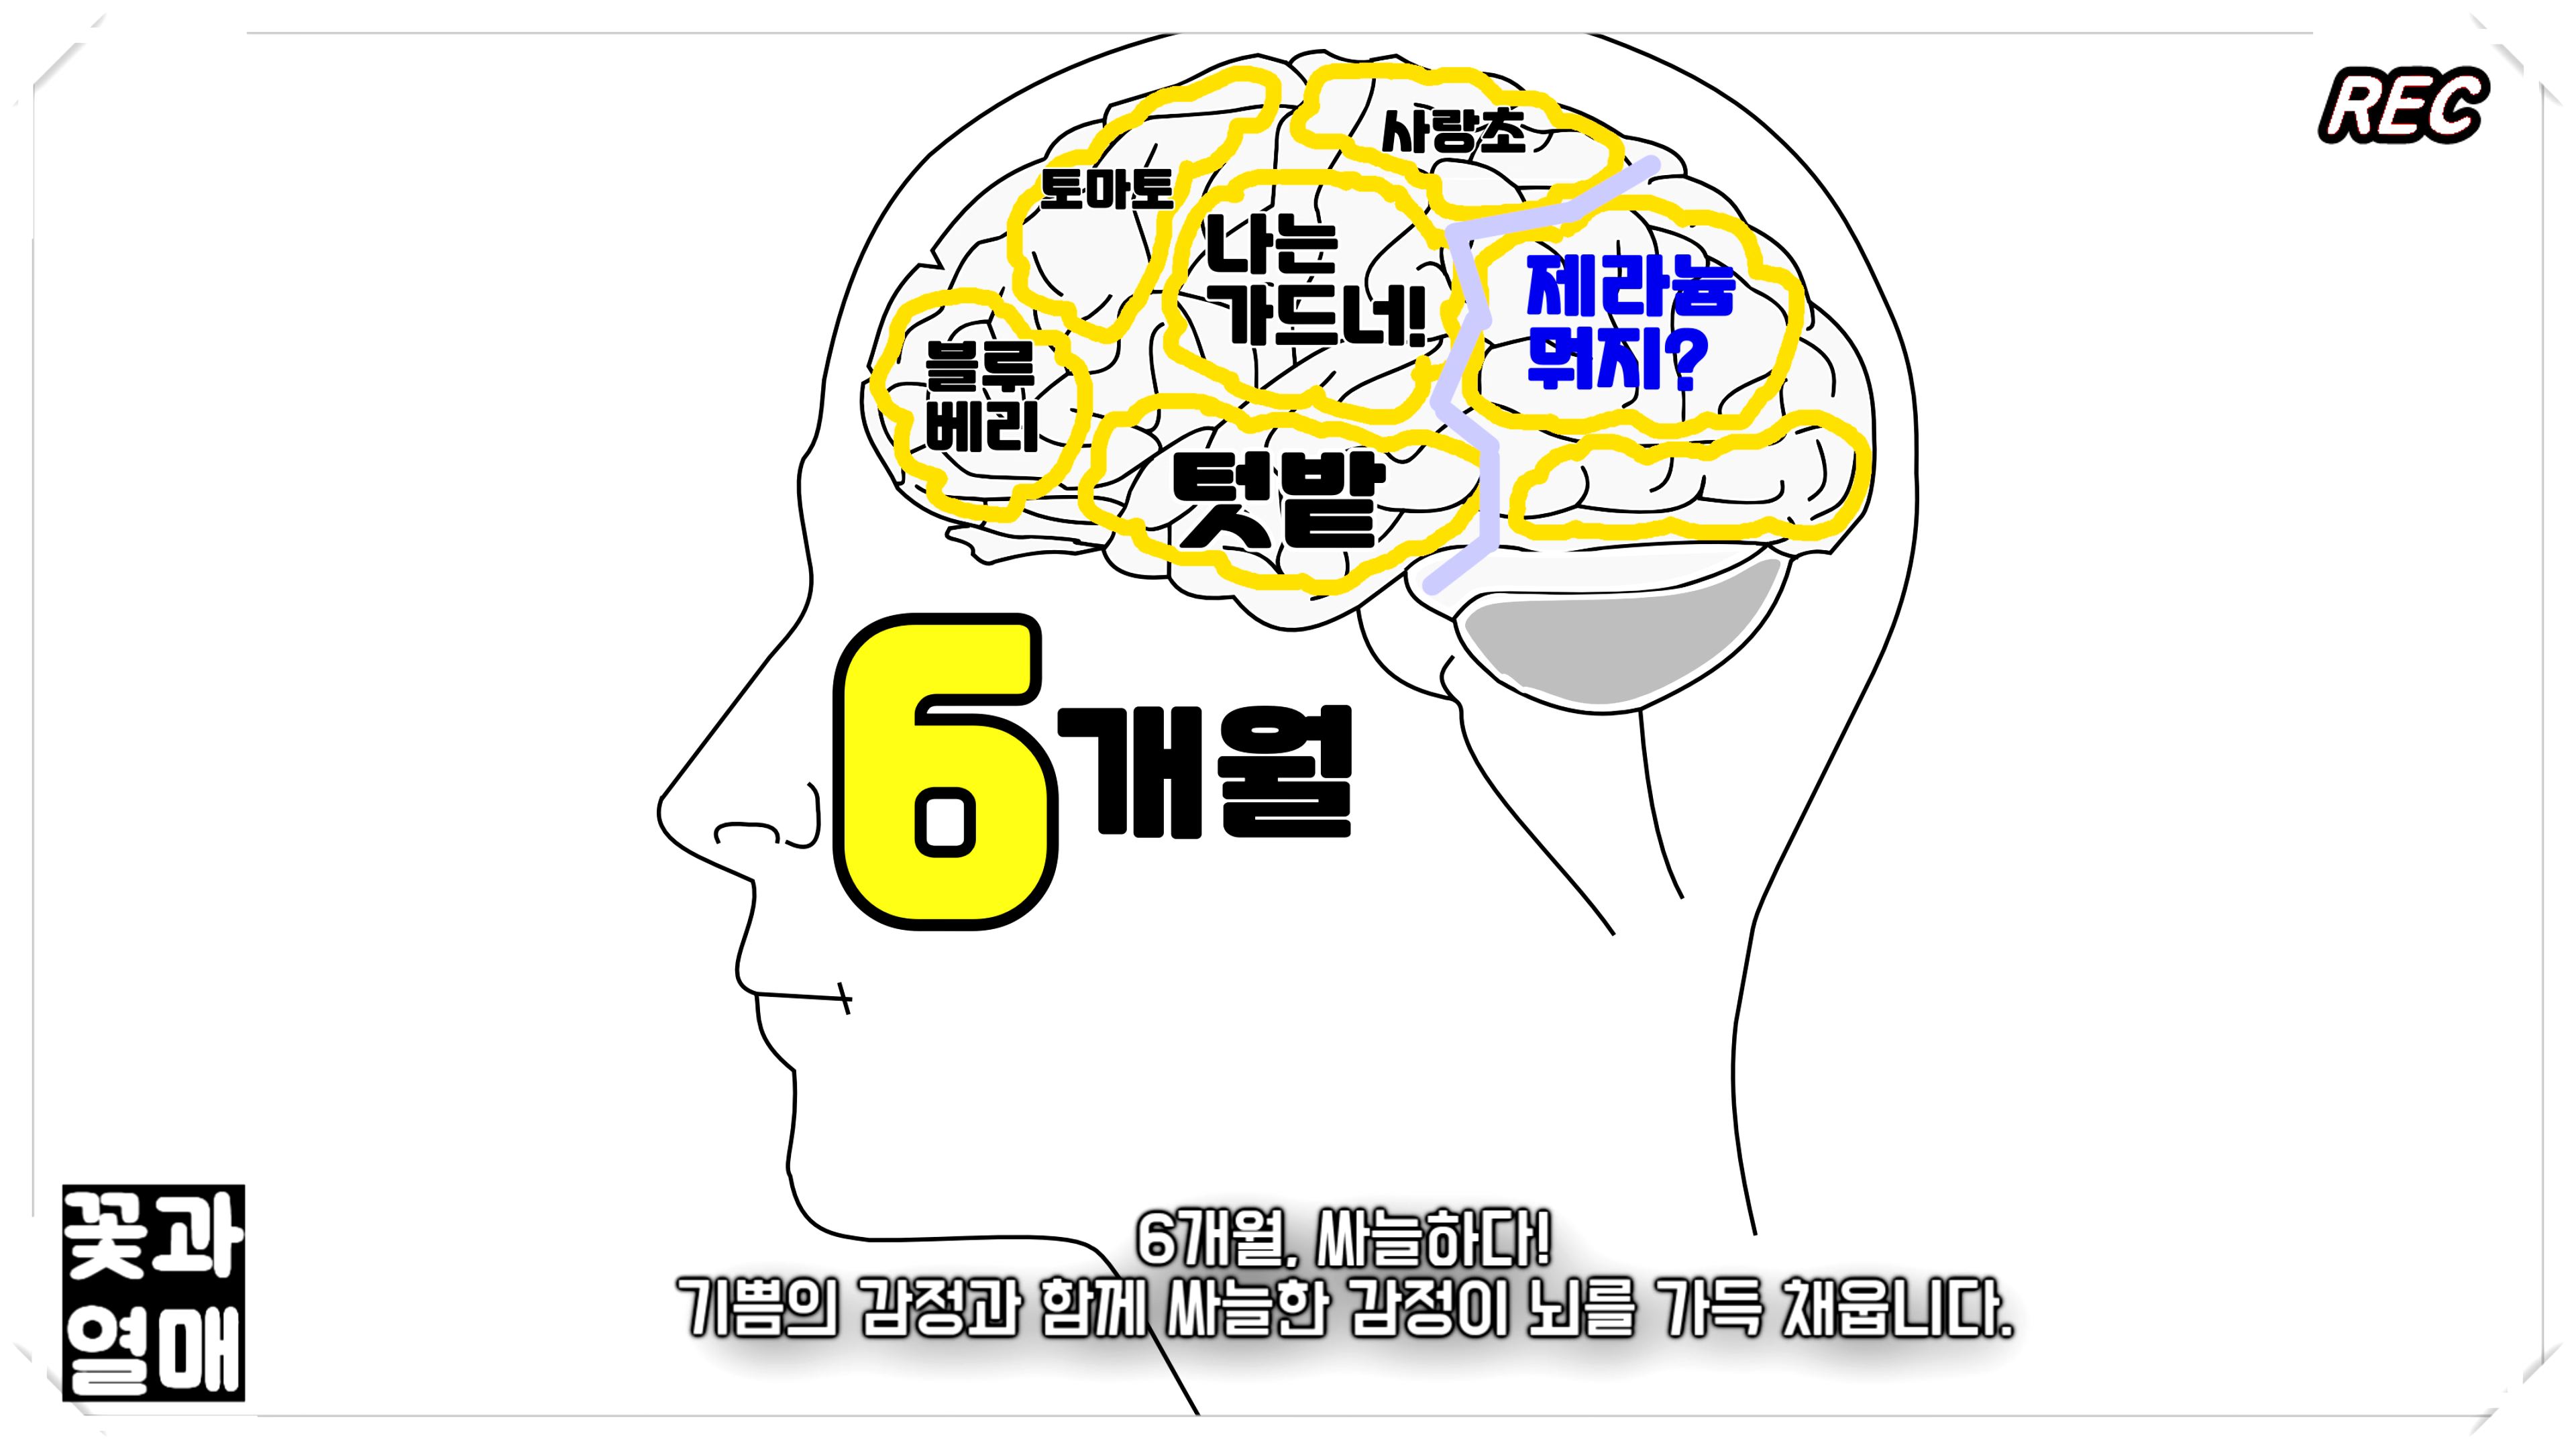 REC
사랑초
토마토
나는
가드너!
제라늄
뭐지?
블루
베리
텃밭
6개월
꽃과
열매
6개월, 싸늘하다!
기쁨의 감정과 함께 싸늘한 감정이 뇌를 가득 채웁니다.